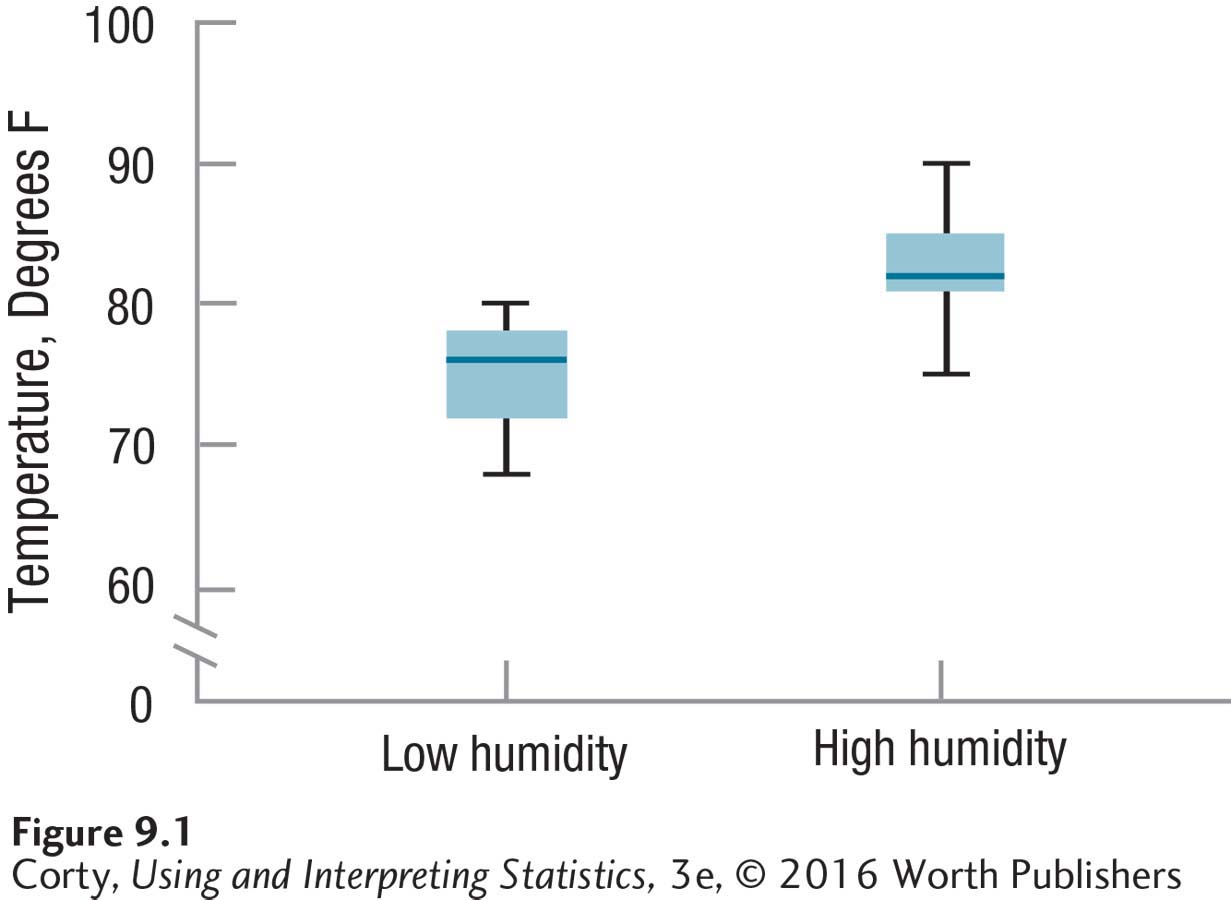 100
90
80
70
60
0
Temperature, Degrees F
Low humidity
High humidity
Figure 9.1
Corty, Using and Interpreting Statistics, 3e, © 2016 Worth Publishers